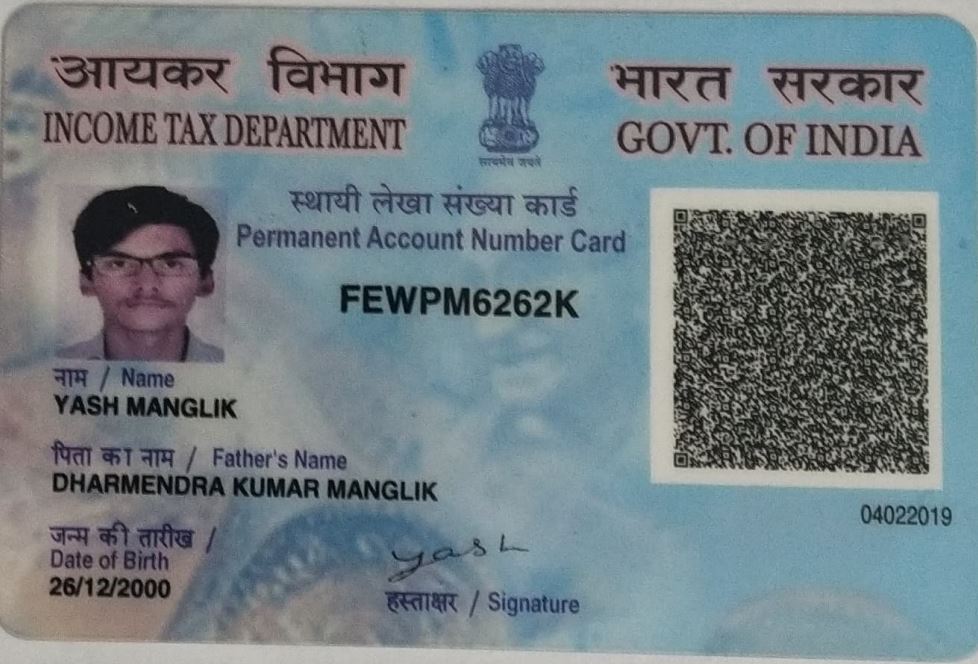 आयकर विभाग
INCOME TAX DEPARTMENT
सत्यमेव जयते
भारत सरकार
GOVT. OF INDIA
स्थायी लेखा संख्या कार्ड
Permanent Account Number Card
FEWPM6262K
नाम / Name
YASH MANGLIK
पिता का नाम / Father's Name
DHARMENDRA KUMAR MANGLIK
04022019
जन्म की तारीख /
Date of Birth
26/12/2000
yash
हस्ताक्षर / Signature